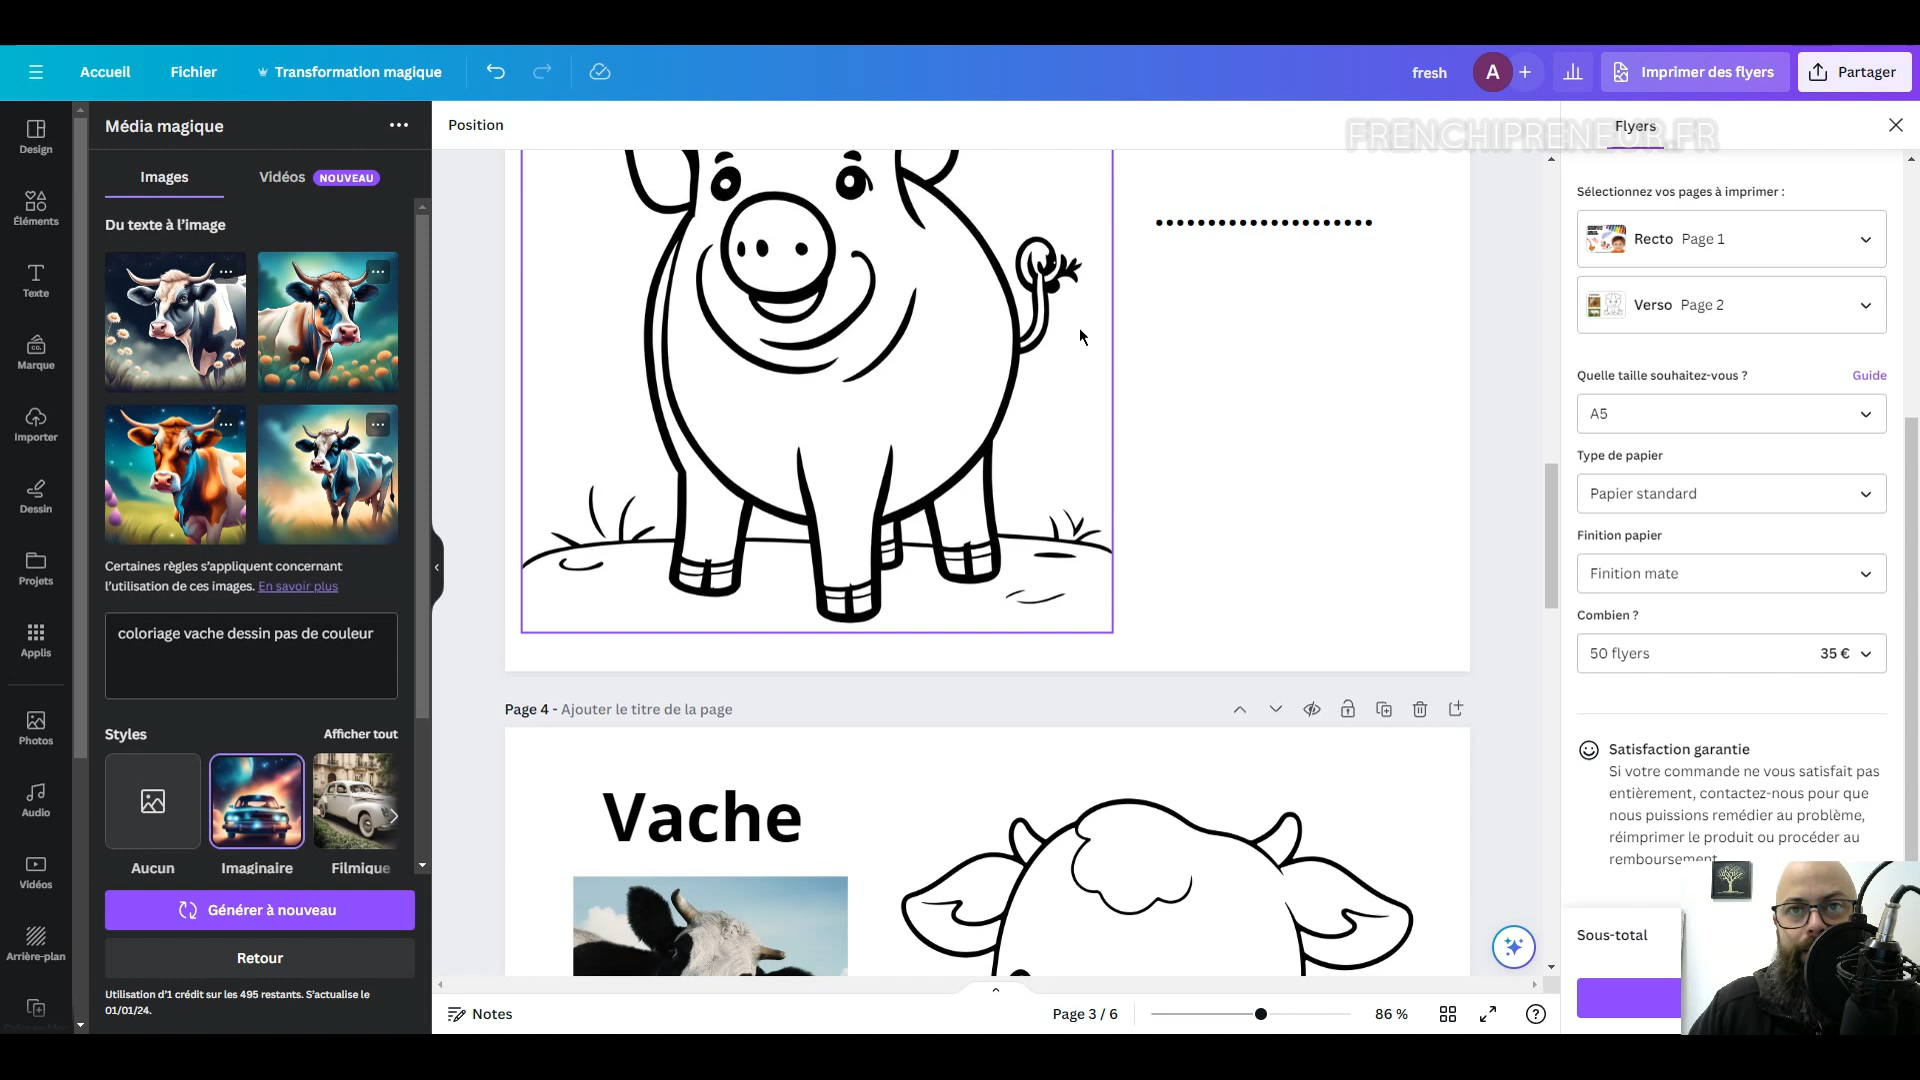 Accueil
Fichier
Transformation magique
fresh
A
Imprimer des flyers
Partager
Design
Éléments
Texte
Marque
Importer
Dessin
Projets
Applis
Photos
Audio
Vidéos
Arrière-plan
Média magique
Images
Vidéos NOUVEAU
Du texte à l'image
Certaines règles s'appliquent concernant
l'utilisation de ces images. En savoir plus
coloriage vache dessin pas de couleur
Styles
Afficher tout
Aucun
Imaginaire
Filmique
Générer à nouveau
Retour
Utilisation d'1 crédit sur les 495 restants. S'actualise le
01/01/24.
Position
FRENCHIPRENEUR.FR
....................
Page 4 - Ajouter le titre de la page
Vache
Notes
Page 3 / 6
86 %
Flyers
Sélectionnez vos pages à imprimer :
Recto Page 1
Verso Page 2
Quelle taille souhaitez-vous ?
Guide
A5
Type de papier
Papier standard
Finition papier
Finition mate
Combien ?
50 flyers 35 €
Satisfaction garantie
Si votre commande ne vous satisfait pas
entièrement, contactez-nous pour que
nous puissions remédier au problème,
réimprimer le produit ou procéder au
remboursement.
Sous-total